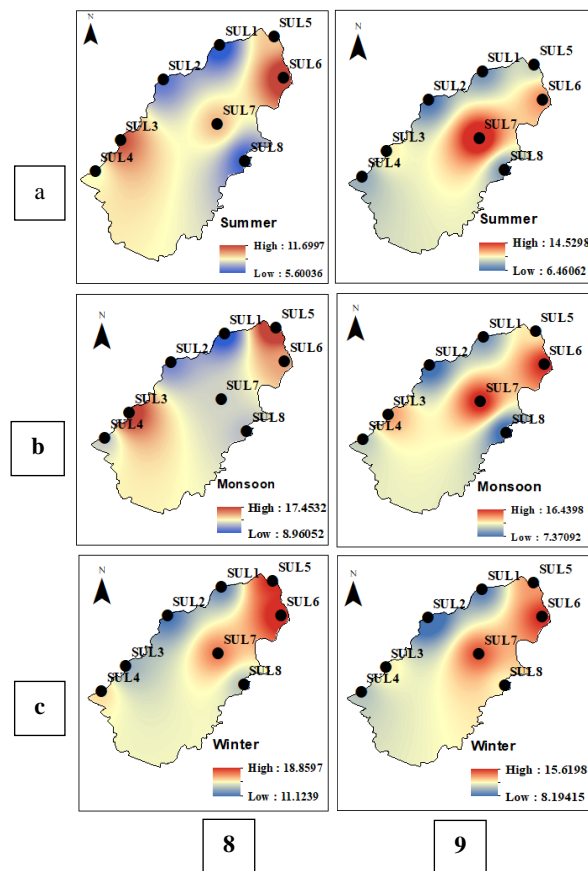 N
SUL5
SUL1
SUL6
SUL2
SUL7
SUL3
SUL8
SUL4
Summer
High : 11.6997
Low : 5.60036
N
SUL5
SUL1
SUL6
SUL2
SUL7
SUL3
SUL8
SUL4
Summer
High : 14.5298
Low : 6.46062
a
N
SUL5
SUL1
SUL6
SUL2
SUL7
SUL3
SUL8
SUL4
Monsoon
High : 17.4532
Low : 8.96052
N
SUL5
SUL1
SUL6
SUL2
SUL7
SUL3
SUL8
SUL4
Monsoon
High : 16.4398
Low : 7.37092
b
N
SUL5
SUL1
SUL6
SUL2
SUL7
SUL3
SUL8
SUL4
Winter
High : 18.8597
Low : 11.1239
N
SUL5
SUL1
SUL6
SUL2
SUL7
SUL3
SUL8
SUL4
Winter
High : 15.6198
Low : 8.19415
c
8
9